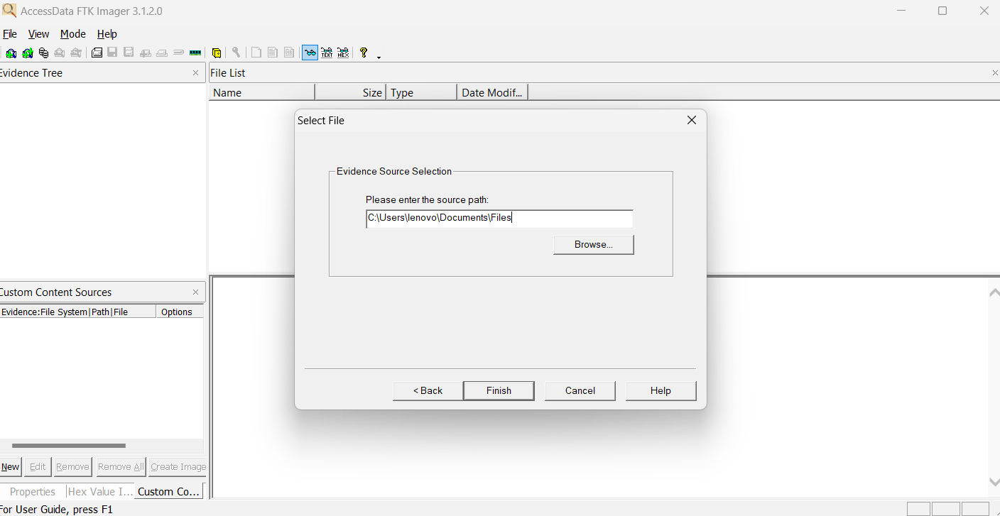 AccessData FTK Imager 3.1.2.0
File View Mode Help
TEXT HEX
Evidence Tree
File List
Name Size Type Date Modif...
Select File
Evidence Source Selection
Please enter the source path:
C:\Users\lenovo\Documents\Files
Browse...
< Back Finish Cancel Help
Custom Content Sources
Evidence:File System|Path|File Options
New Edit Remove Remove All Create Image
Properties Hex Value I... Custom Co...
For User Guide, press F1